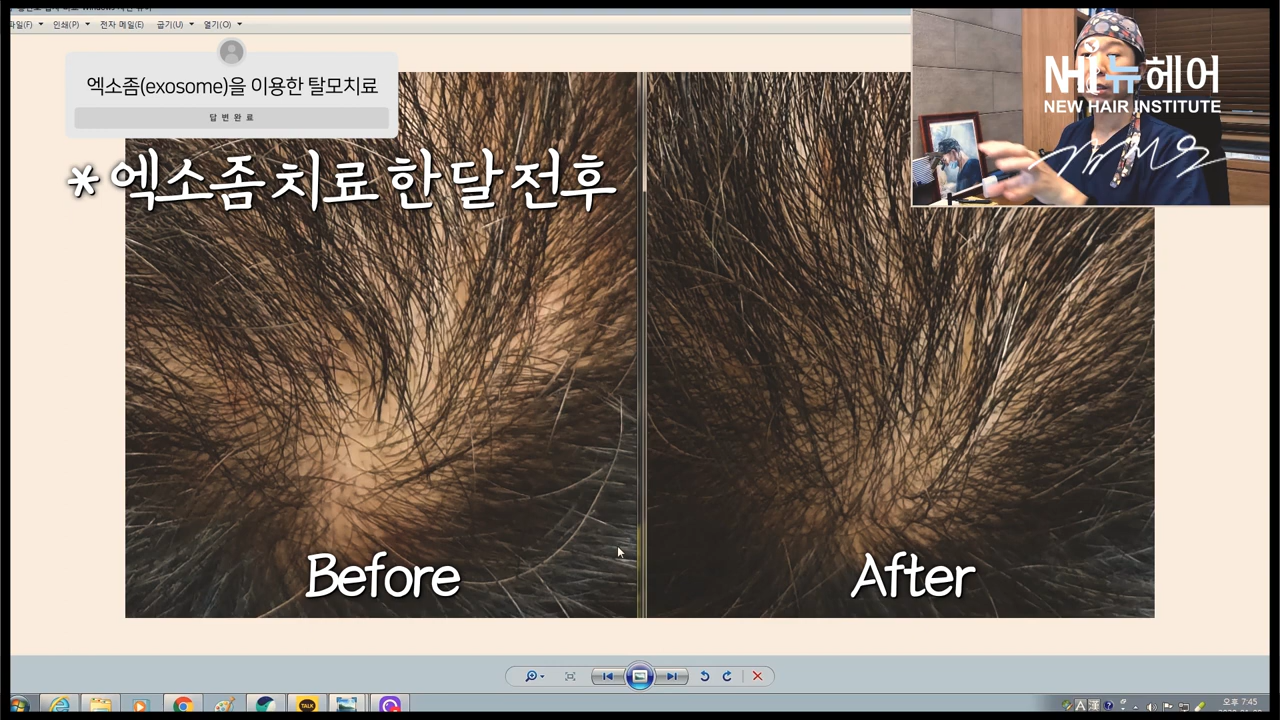 파일(F) 인쇄(P) 전자 메일(E) 굽기(U) 열기(O)
엑소좀(exosome)을 이용한 탈모치료
답변완료
* 엑소좀 치료 한달 전후
NHI 뉴헤어
NEW HAIR INSTITUTE
Before
After
TALK
A 漢
오후 7:45